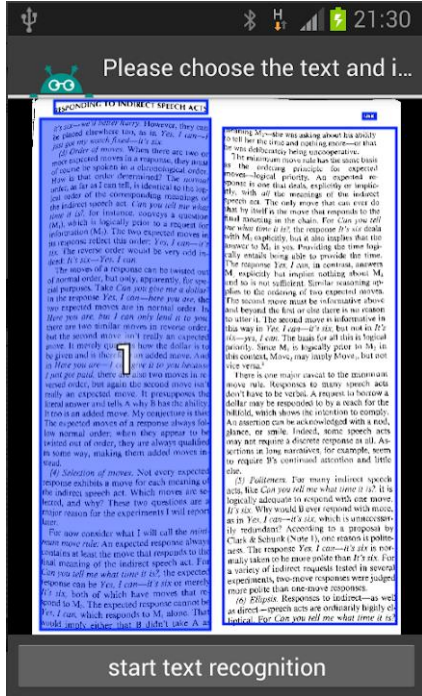 21:30
Please choose the text and i...
RESPONDING TO INDIRECT SPEECH ACTS
it's six—we'd better hurry. However, they can
be placed elsewhere too, as in, Yes, I can—I
just got my watch fixed—it's six.
(3) Order of moves. When there are two or
more expected moves in a response, they must
of course be spoken in a chronological order.
How is that order determined? The normal
order, as far as I can tell, is identical to the log-
ical order of the corresponding meanings of
the indirect speech act. Can you tell me what
time it is?, for instance, conveys a question
(M₁), which is logically prior to a request for
information (M₂). The two expected moves in
its response reflect that order: Yes, I can—it's
six. The reverse order would be very odd in-
deed: It's six—Yes, I can.
The moves of a response can be twisted out
of normal order, but only, apparently, for spe-
cial purposes. Take Can you give me a dollar
In the response Yes, I can—here you are, the
two expected moves are in normal order. In
Here you are, but I can only lend it to you
there are two similar moves in reverse order,
but the second move isn't really an expected
move. It merely how the dollar is to
be given and is an added move. And
in Here you are—I give it to you because
I just got paid, there are also two moves in re-
versed order, but again the second move isn't
really an expected move. It presupposes the
literal answer and tells A why B has the ability.
It too is an added move. My conjecture is this:
The expected moves of a response always fol-
low normal order; when they appear to be
twisted out of order, they are always qualified
in some way, making them added moves in-
stead.
(4) Selection of moves. Not every expected
response exhibits a move for each meaning of
the indirect speech act. Which moves are se-
lected, and why? These two questions are a
major reason for the experiments I will report
later.
For now consider what I will call the mini-
mum move rule. An expected response always
contains at least the move that responds to the
final meaning of the indirect speech act. For
Can you tell me what time it is?, the expected
response can be Yes, I can—it's six or merely
It's six, both of which have moves that re-
spond to M₂. The expected response cannot be
Yes, I can, which responds to M₁ alone. That
would imply either that B didn't take A as
1
meaning M₂—she was asking about his ability
to tell her the time and nothing more—or that
he was deliberately being uncooperative.
The minimum move rule has the same basis
as the ordering principle for expected
moves—logical priority. An expected re-
sponse is one that deals, explicitly or implic-
itly, with all the meanings of the indirect
speech act. The only move that can ever do
that by itself is the move that responds to the
final meaning in the chain. For Can you tell
me what time it is?, the response It's six deals
with M₂ explicitly, but it also implies that the
answer to M₁ is yes. Providing the time logi-
cally entails being able to provide the time.
The response Yes, I can, in contrast, answers
M₁ explicitly but implies nothing about M₂
and so is not sufficient. Similar reasoning ap-
plies to the ordering of two expected moves.
The second move must be informative above
and beyond the first or else there is no reason
to utter it. The second move is informative in
this way in Yes, I can—it's six, but not in It's
six—yes, I can. The basis for all this is logical
priority. Since M₁ is logically prior to M₂ in
this context, Move₂ may imply Move₁, but not
vice versa.
There is one major caveat to the minimum
move rule. Responses to many speech acts
don't have to be verbal. A request to borrow a
dollar may be responded to by a reach for the
billfold, which shows the intention to comply.
An assertion can be acknowledged with a nod,
glance, or smile. Indeed, some speech acts
may not require a discrete response at all. As-
sertions in long narratives, for example, seem
to require B's continued attention and little
else.
(5) Politeness. For many indirect speech
acts, like Can you tell me what time it is?, it is
logically adequate to respond with one move,
It's six. Why would B ever respond with more,
as in Yes, I can—it's six, which is unnecessar-
ily redundant? According to a proposal by
Clark & Schunk (Note 1), one reason is polite-
ness. The response Yes, I can—it's six is nor-
mally taken to be more polite than It's six. For
a variety of indirect requests tested in several
experiments, two-move responses were judged
more polite than one-move responses.
(6) Ellipsis. Responses to indirect—as well
as direct—speech acts are ordinarily highly el-
liptical. For Can you tell me what time it is?
start text recognition